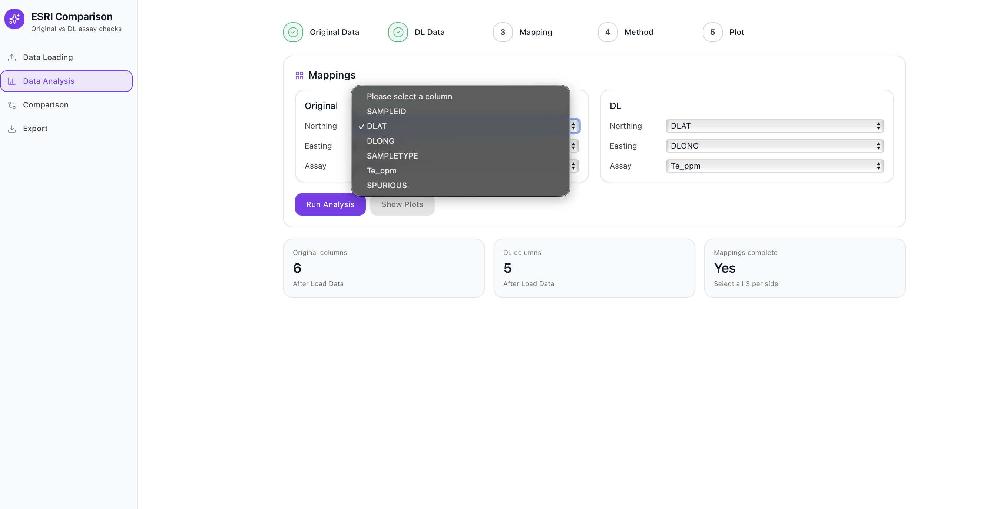 ESRI Comparison
Original vs DL assay checks
Data Loading
Data Analysis
Comparison
Export
Original Data
DL Data
3 Mapping
4 Method
5 Plot
Mappings
Original
Northing
Easting
Assay
Please select a column
SAMPLEID
✓ DLAT
DLONG
SAMPLETYPE
Te_ppm
SPURIOUS
DL
Northing DLAT
Easting DLONG
Assay Te_ppm
Run Analysis
Show Plots
Original columns
6
After Load Data
DL columns
5
After Load Data
Mappings complete
Yes
Select all 3 per side